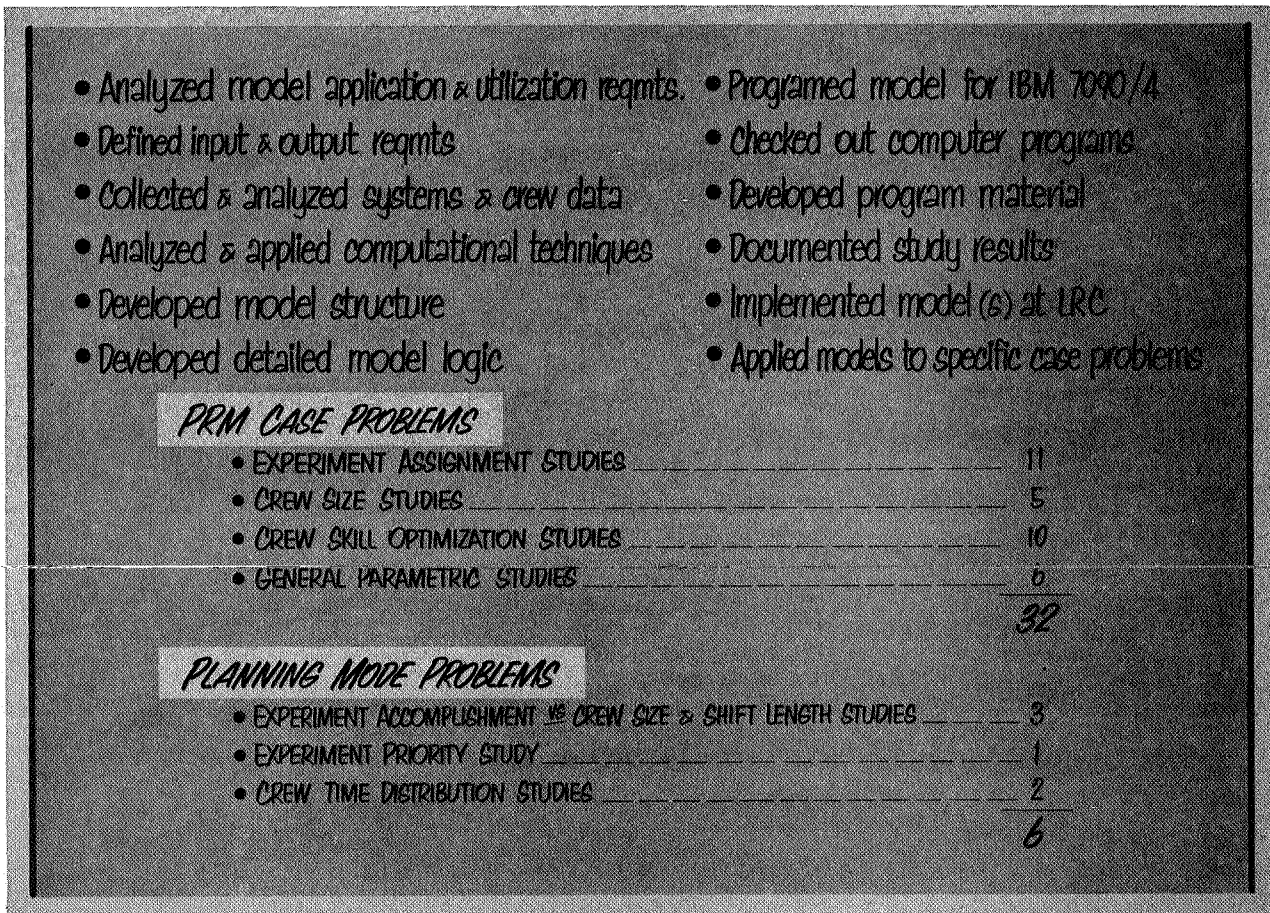 • Analyzed model application & utilization reqmts.
• Defined input & output reqmts
• Collected & analyzed systems & crew data
• Analyzed & applied computational techniques
• Developed model structure
• Developed detailed model logic
• Programed model for IBM 7090/4
• Checked out computer programs
• Developed program material
• Documented study results
• Implemented model (s) at LRC
• Applied models to specific case problems
PRM CASE PROBLEMS
• EXPERIMENT ASSIGNMENT STUDIES 11
• CREW SIZE STUDIES 5
• CREW SKILL OPTIMIZATION STUDIES 10
• GENERAL PARAMETRIC STUDIES 6
32
PLANNING MODE PROBLEMS
• EXPERIMENT ACCOMPLISHMENT VS CREW SIZE & SHIFT LENGTH STUDIES 3
• EXPERIMENT PRIORITY STUDY 1
• CREW TIME DISTRIBUTION STUDIES 2
6